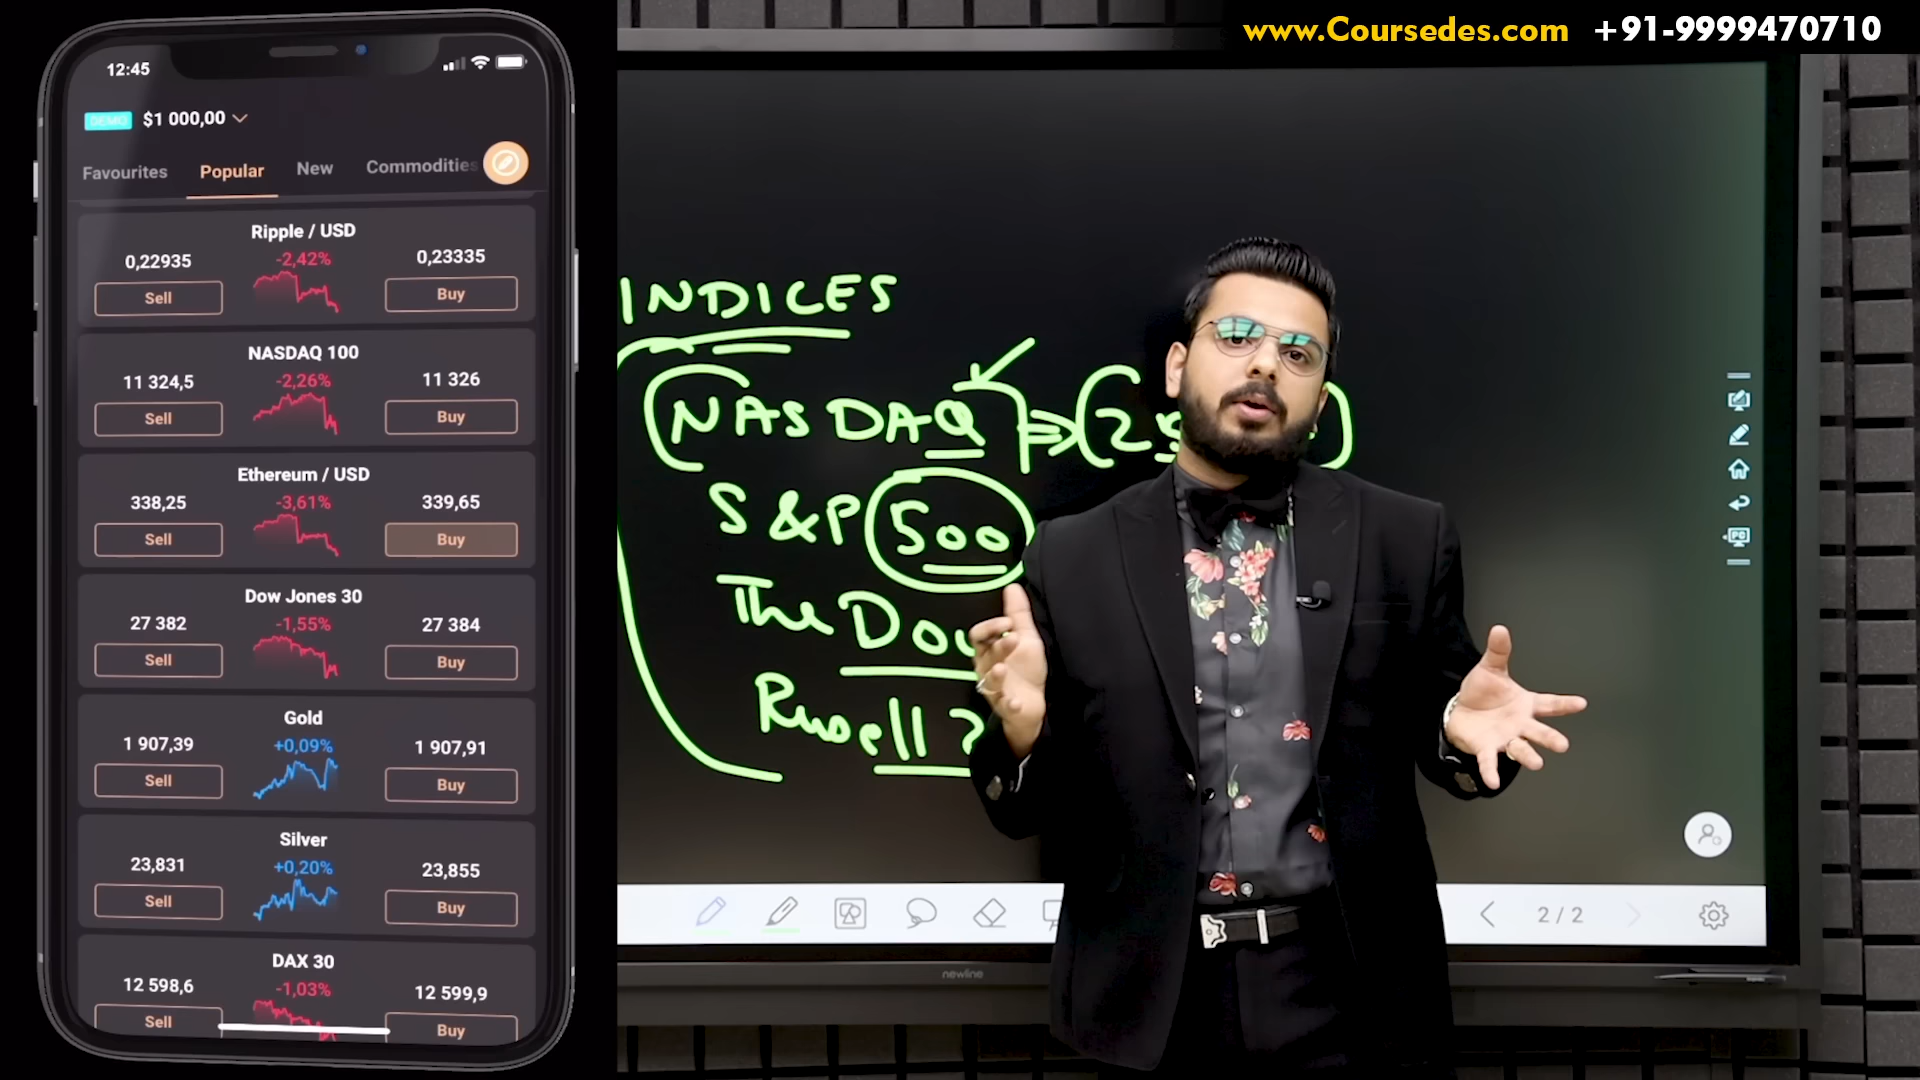 www.Coursedes.com +91-9999470710
12:45
DEMO $1 000,00
Favourites Popular New Commodities
Ripple / USD
0,22935 -2,42% 0,23335
Sell Buy
NASDAQ 100
11 324,5 -2,26% 11 326
Sell Buy
Ethereum / USD
338,25 -3,61% 339,65
Sell Buy
Dow Jones 30
27 382 -1,55% 27 384
Sell Buy
Gold
1 907,39 +0,09% 1 907,91
Sell Buy
Silver
23,831 +0,20% 23,855
Sell Buy
DAX 30
12 598,6 -1,03% 12 599,9
Sell Buy
INDICES
NASDAQ
S&P 500
The
Rusell 2
PC
2 / 2
newline